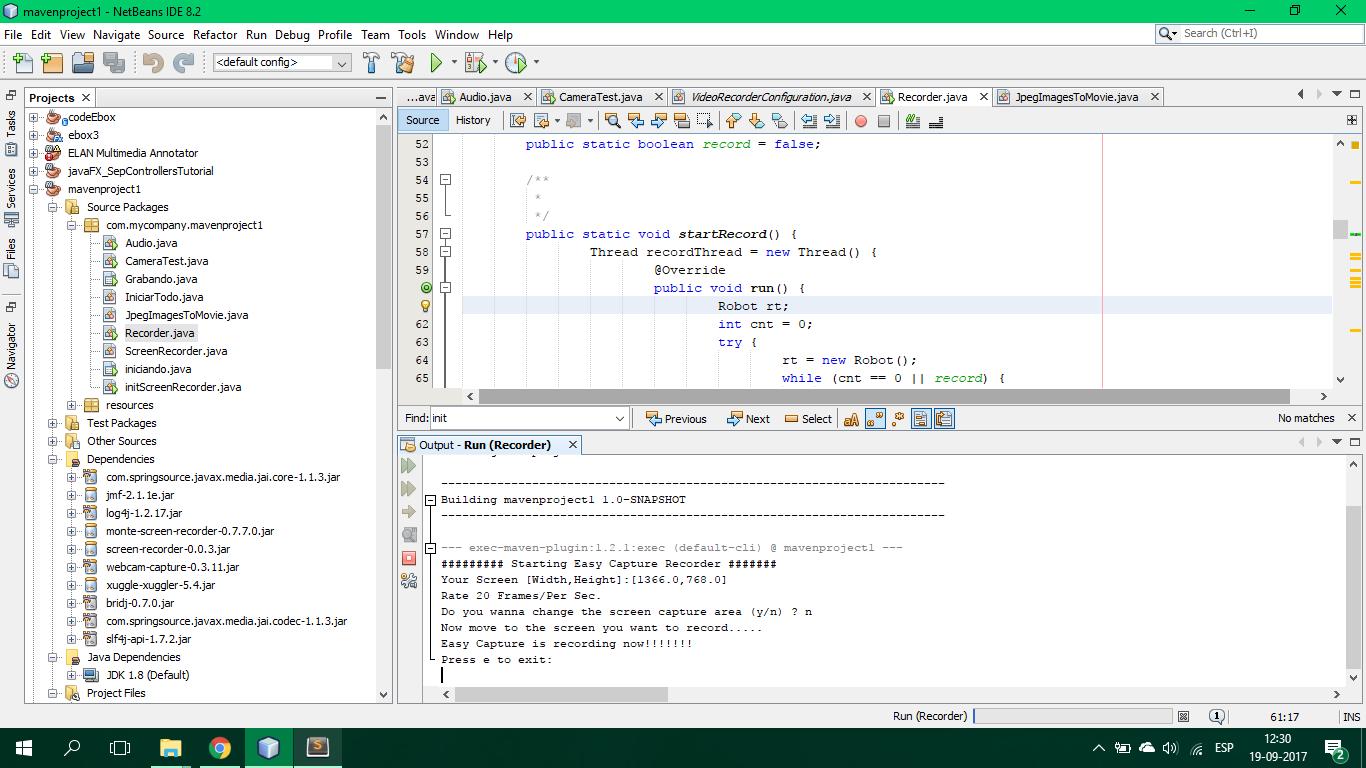 mavenproject1 - NetBeans IDE 8.2
File Edit View Navigate Source Refactor Run Debug Profile Team Tools Window Help
Search (Ctrl+I)
<default config>
Tasks
Services
Files
Navigator
Projects
codeEbox
ebox3
ELAN Multimedia Annotator
javaFX_SepControllersTutorial
mavenproject1
Source Packages
com.mycompany.mavenproject1
Audio.java
CameraTest.java
Grabando.java
IniciarTodo.java
JpegImagesToMovie.java
Recorder.java
ScreenRecorder.java
iniciando.java
initScreenRecorder.java
resources
Test Packages
Other Sources
Dependencies
com.springsource.javax.media.jai.core-1.1.3.jar
jmf-2.1.1e.jar
log4j-1.2.17.jar
monte-screen-recorder-0.7.7.0.jar
screen-recorder-0.0.3.jar
webcam-capture-0.3.11.jar
xuggle-xuggler-5.4.jar
bridj-0.7.0.jar
com.springsource.javax.media.jai.codec-1.1.3.jar
slf4j-api-1.7.2.jar
Java Dependencies
JDK 1.8 (Default)
Project Files
...ava Audio.java CameraTest.java VideoRecorderConfiguration.java Recorder.java JpegImagesToMovie.java
Source History
52 public static boolean record = false;
53
54 /**
55 *
56 */
57 public static void startRecord() {
58 Thread recordThread = new Thread() {
59 @Override
public void run() {
Robot rt;
62 int cnt = 0;
63 try {
64 rt = new Robot();
65 while (cnt == 0 || record) {
Find: init Previous Next Select aA No matches
Output - Run (Recorder)
------------------------------------------------------------------------
Building mavenproject1 1.0-SNAPSHOT
------------------------------------------------------------------------
--- exec-maven-plugin:1.2.1:exec (default-cli) @ mavenproject1 ---
######### Starting Easy Capture Recorder #######
Your Screen [Width,Height]:[1366.0,768.0]
Rate 20 Frames/Per Sec.
Do you wanna change the screen capture area (y/n) ? n
Now move to the screen you want to record.....
Easy Capture is recording now!!!!!!!
Press e to exit:
Run (Recorder) 1 61:17 INS
ESP
12:30
19-09-2017
2